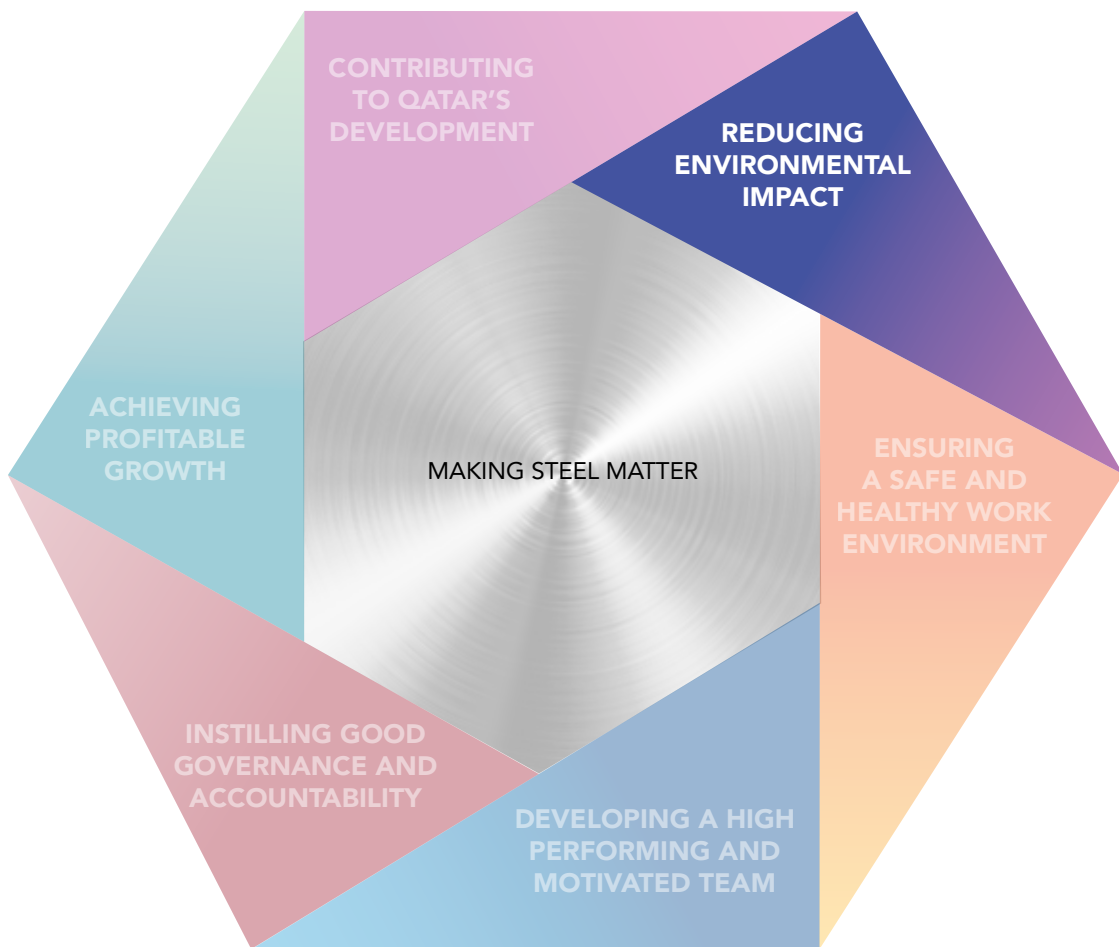 CONTRIBUTING
TO QATAR'S
DEVELOPMENT
REDUCING
ENVIRONMENTAL
IMPACT
ACHIEVING
PROFITABLE
GROWTH
MAKING STEEL MATTER
ENSURING
A SAFE AND
HEALTHY WORK
ENVIRONMENT
INSTILLING GOOD
GOVERNANCE AND
ACCOUNTABILITY
DEVELOPING A HIGH
PERFORMING AND
MOTIVATED TEAM